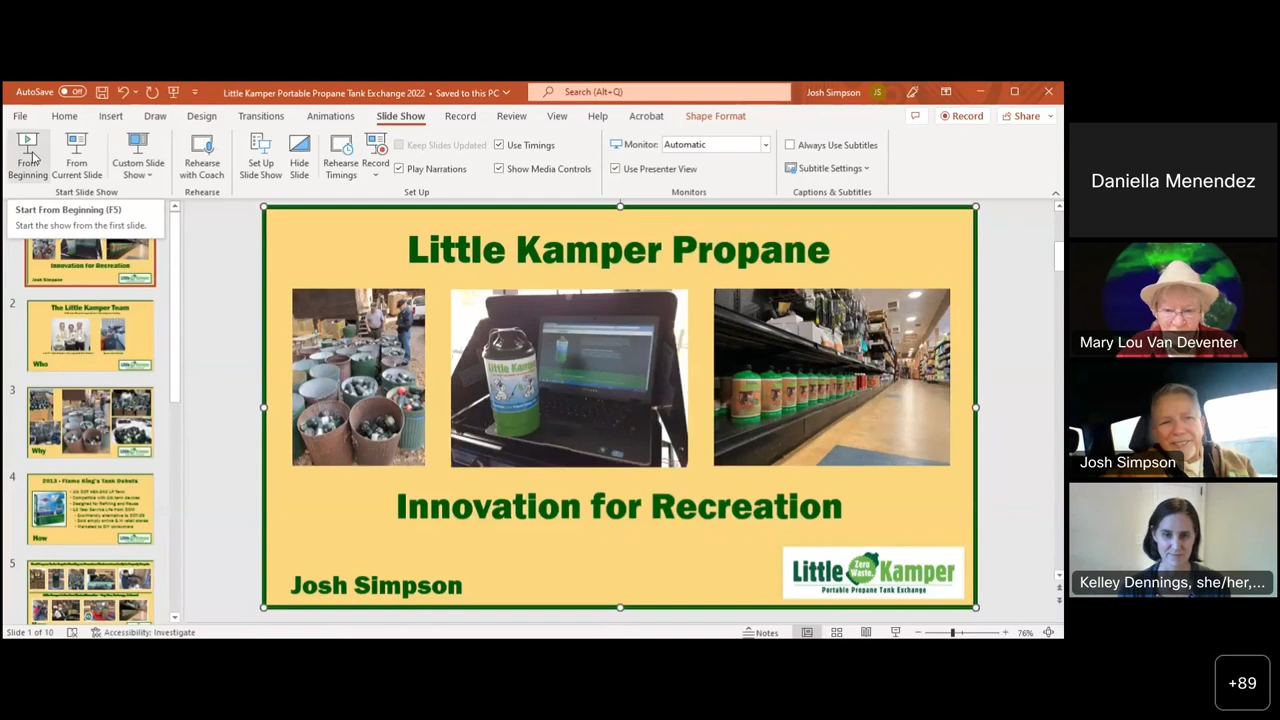 AutoSave Off
Little Kamper Portable Propane Tank Exchange 2022 • Saved to this PC
Search (Alt+Q)
Josh Simpson JS
File Home Insert Draw Design Transitions Animations Slide Show Record Review View Help Acrobat Shape Format
Record Share
From Beginning
From Current Slide
Custom Slide Show
Rehearse with Coach
Set Up Slide Show
Hide Slide
Rehearse Timings
Record
Keep Slides Updated
Play Narrations
Use Timings
Show Media Controls
Monitor: Automatic
Use Presenter View
Always Use Subtitles
Subtitle Settings
Start Slide Show
Rehearse
Set Up
Monitors
Captions & Subtitles
Start From Beginning (F5)
Start the show from the first slide.
Innovation for Recreation
Josh Simpson
2
The Little Kamper Team
Who
3
Why
4
2013 - Flame King's Tank Debuts
How
5
Little Kamper Propane
Innovation for Recreation
Josh Simpson
Little Zero Waste. Kamper
Portable Propane Tank Exchange
Slide 1 of 10
Accessibility: Investigate
Notes
76%
Daniella Menendez
Mary Lou Van Deventer
Josh Simpson
Kelley Dennings, she/her,...
+89